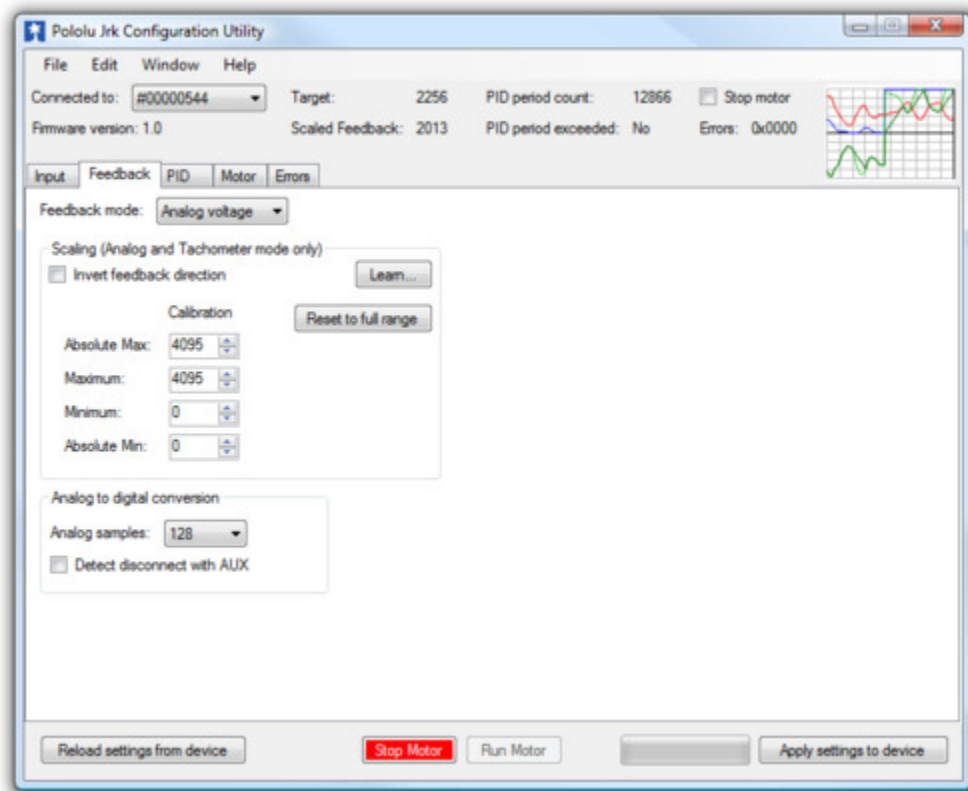 Pololu Jrk Configuration Utility
File Edit Window Help
Connected to: #00000544 Target: 2256 PID period count: 12866 Stop motor
Firmware version: 1.0 Scaled Feedback: 2013 PID period exceeded: No Errors: 0x0000
Input Feedback PID Motor Errors
Feedback mode: Analog voltage
Scaling (Analog and Tachometer mode only)
Invert feedback direction Learn...
Calibration Reset to full range
Absolute Max: 4095
Maximum: 4095
Minimum: 0
Absolute Min: 0
Analog to digital conversion
Analog samples: 128
Detect disconnect with AUX
Reload settings from device Stop Motor Run Motor Apply settings to device